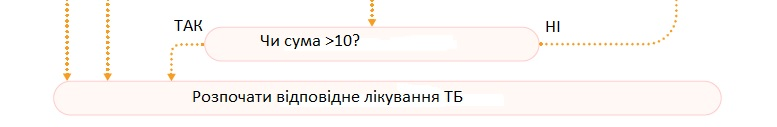 ТАК
НІ
Чи сума >10?
Розпочати відповідне лікування ТБ